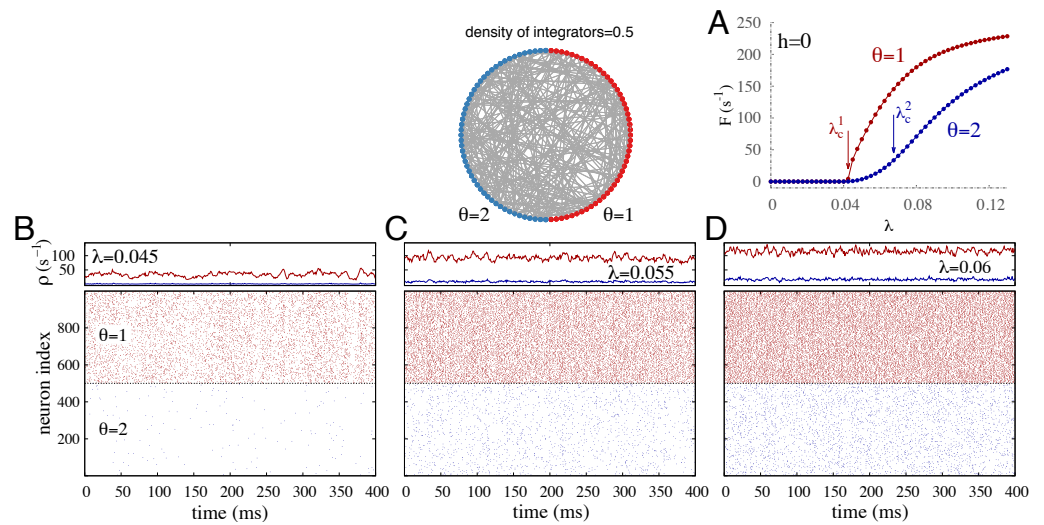 density of integrators=0.5
θ=2
θ=1
A
h=0
θ=1
θ=2
λc1
λc2
F (s⁻¹)
250
200
150
100
50
0
0
0.04
0.08
0.12
λ
B
λ=0.045
ρ (s⁻¹)
100
50
θ=1
θ=2
neuron index
800
600
400
200
0
50
100
150
200
250
300
350
400
time (ms)
C
λ=0.055
0
50
100
150
200
250
300
350
400
time (ms)
D
λ=0.06
0
50
100
150
200
250
300
350
400
time (ms)